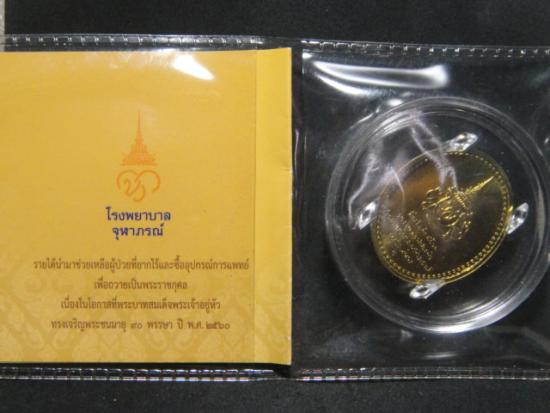 โรงพยาบาล
จุฬาภรณ์
รายได้นำมาช่วยเหลือผู้ป่วยที่ยากไร้และซื้ออุปกรณ์การแพทย์
เพื่อถวายเป็นพระราชกุศล
เนื่องในโอกาสที่พระบาทสมเด็จพระเจ้าอยู่หัว
ทรงเจริญพระชนมายุ ๙๐ พรรษา ปี พ.ศ. ๒๕๖๐